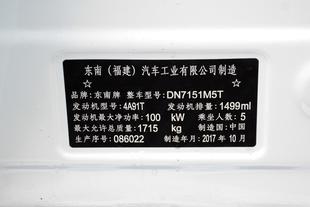 东南（福建）汽车工业有限公司制造
品牌：东南牌 整车型号：DN7151M5T
发动机型号：4A91T 发动机排量：1499ml
发动机最大净功率：100 kW 乘坐人数：5
最大允许总质量：1715 kg 制造国：中国
生产序号：086022 制造年月：2017 年 10 月